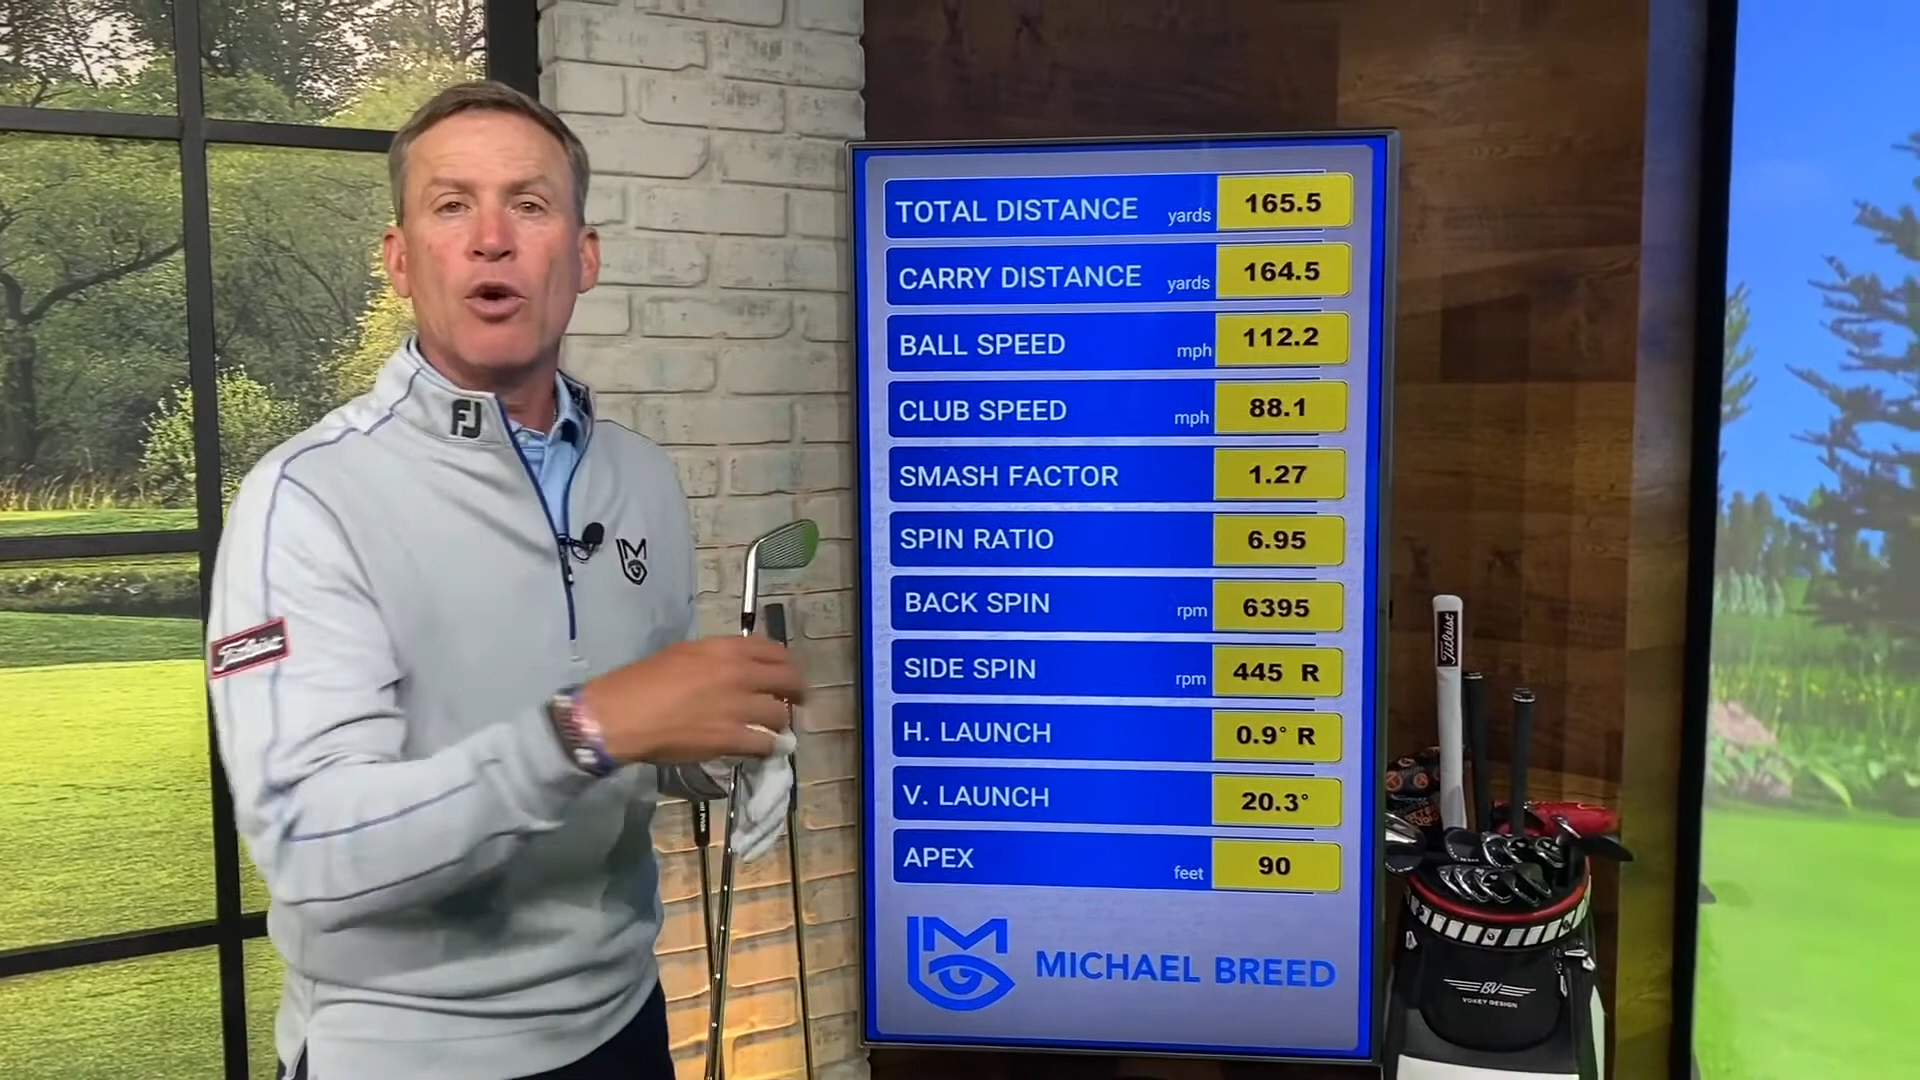 TOTAL DISTANCE yards 165.5
CARRY DISTANCE yards 164.5
BALL SPEED mph 112.2
CLUB SPEED mph 88.1
SMASH FACTOR 1.27
SPIN RATIO 6.95
BACK SPIN rpm 6395
SIDE SPIN rpm 445 R
H. LAUNCH 0.9° R
V. LAUNCH 20.3°
APEX feet 90
MICHAEL BREED
FJ
Titleist
Titleist
BV
VOKEY DESIGN